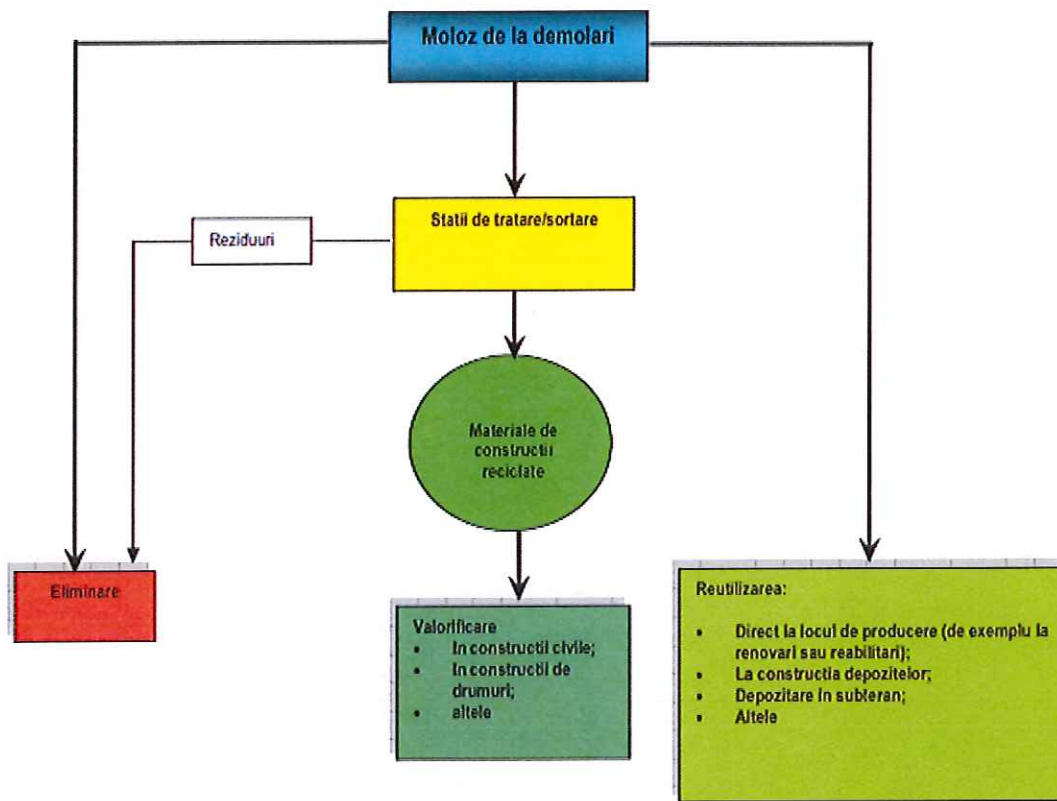 Moloz de la demolari
Statii de tratare/sortare
Reziduuri
Materiale de
constructii
reciclate
Eliminare
Valorificare
• In constructii civile;
• In constructii de
drumuri;
• altele
Reutilizarea:
• Direct la locul de producere (de exemplu la
renovari sau reabilitari);
• La constructia depozitelor;
• Depozitare in subteran;
• Altele